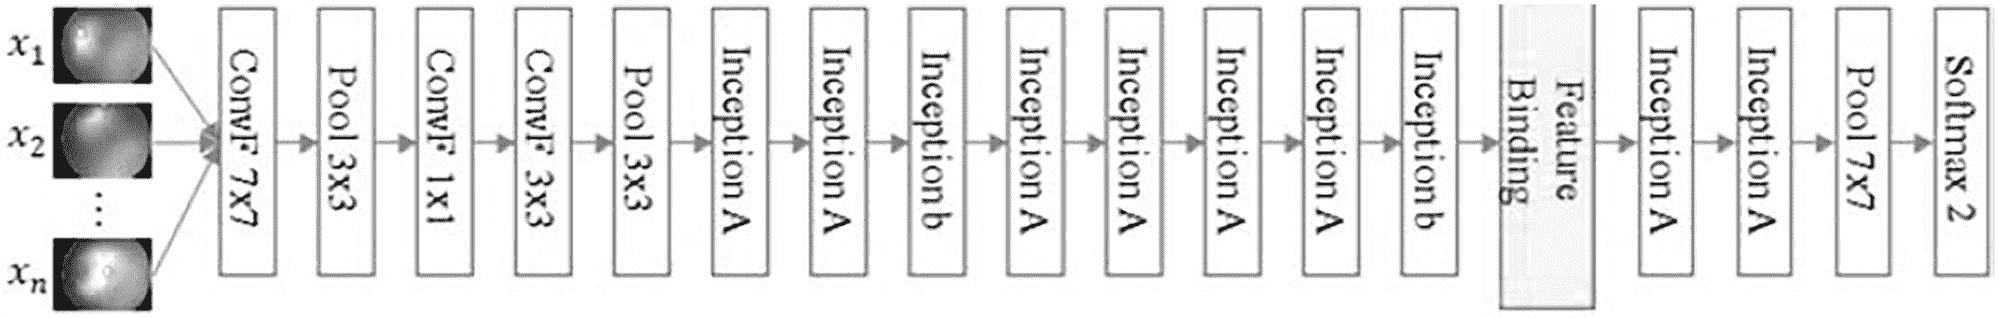 x1
x2
...
xn
ConvF 7x7
Pool 3x3
ConvF 1x1
ConvF 3x3
Pool 3x3
Inception A
Inception A
Inception b
Inception A
Inception A
Inception A
Inception A
Inception b
Feature
Binding
Inception A
Inception A
Pool 7x7
Softmax 2